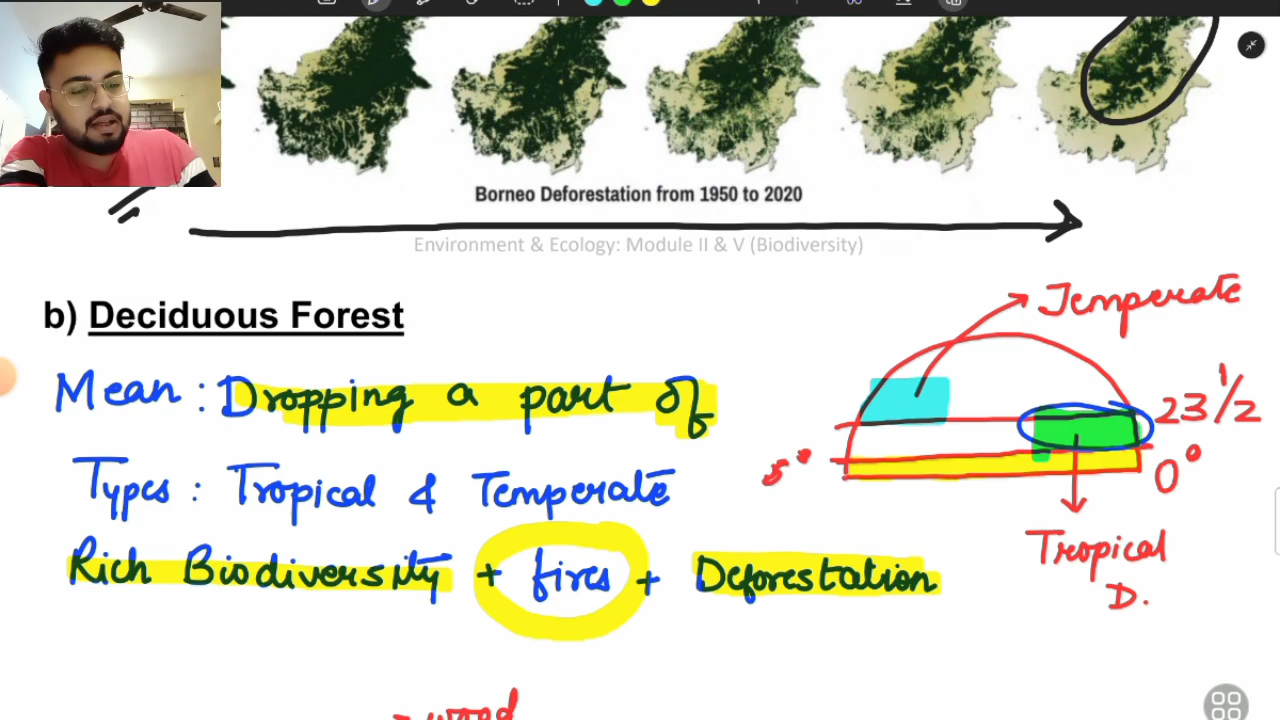 Borneo Deforestation from 1950 to 2020
Environment & Ecology: Module II & V (Biodiversity)
b) Deciduous Forest
Temperate
Mean : Dropping a part of
23 1/2
5°
0°
Types : Tropical & Temperate
Tropical
D.
Rich Biodiversity + fires + Deforestation
wood